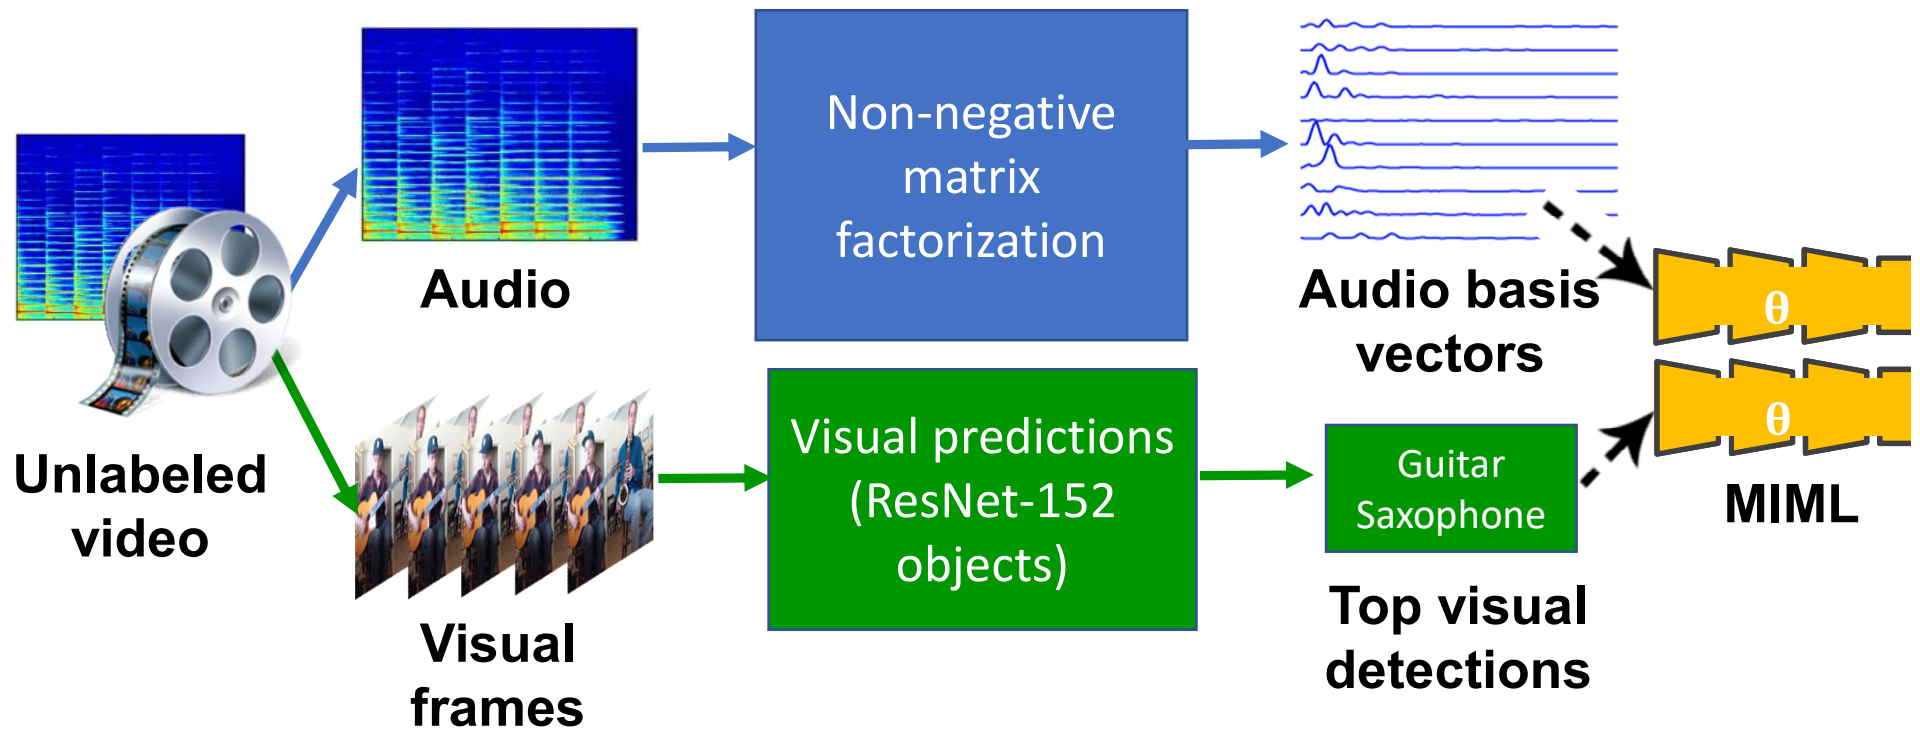 Unlabeled
video
Audio
Visual
frames
Non-negative
matrix
factorization
Visual predictions
(ResNet-152
objects)
Audio basis
vectors
Guitar
Saxophone
Top visual
detections
θ
θ
MIML